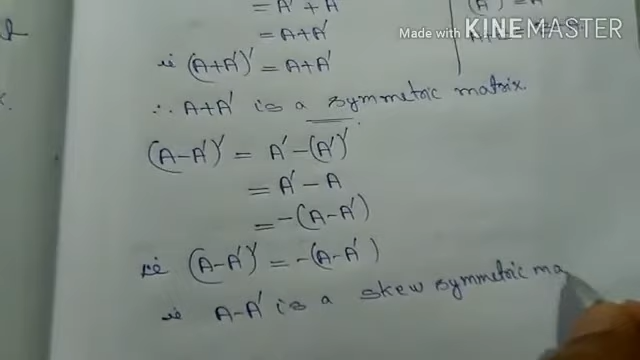 = A' + A
= A+A'
ie (A+A')' = A+A'
∴ A+A' is a symmetric matrix.
(A-A')' = A' - (A')'
= A' - A
= -(A-A')
ie (A-A')' = -(A-A')
ie A-A' is a skew symmetric ma
Made with KINEMASTER